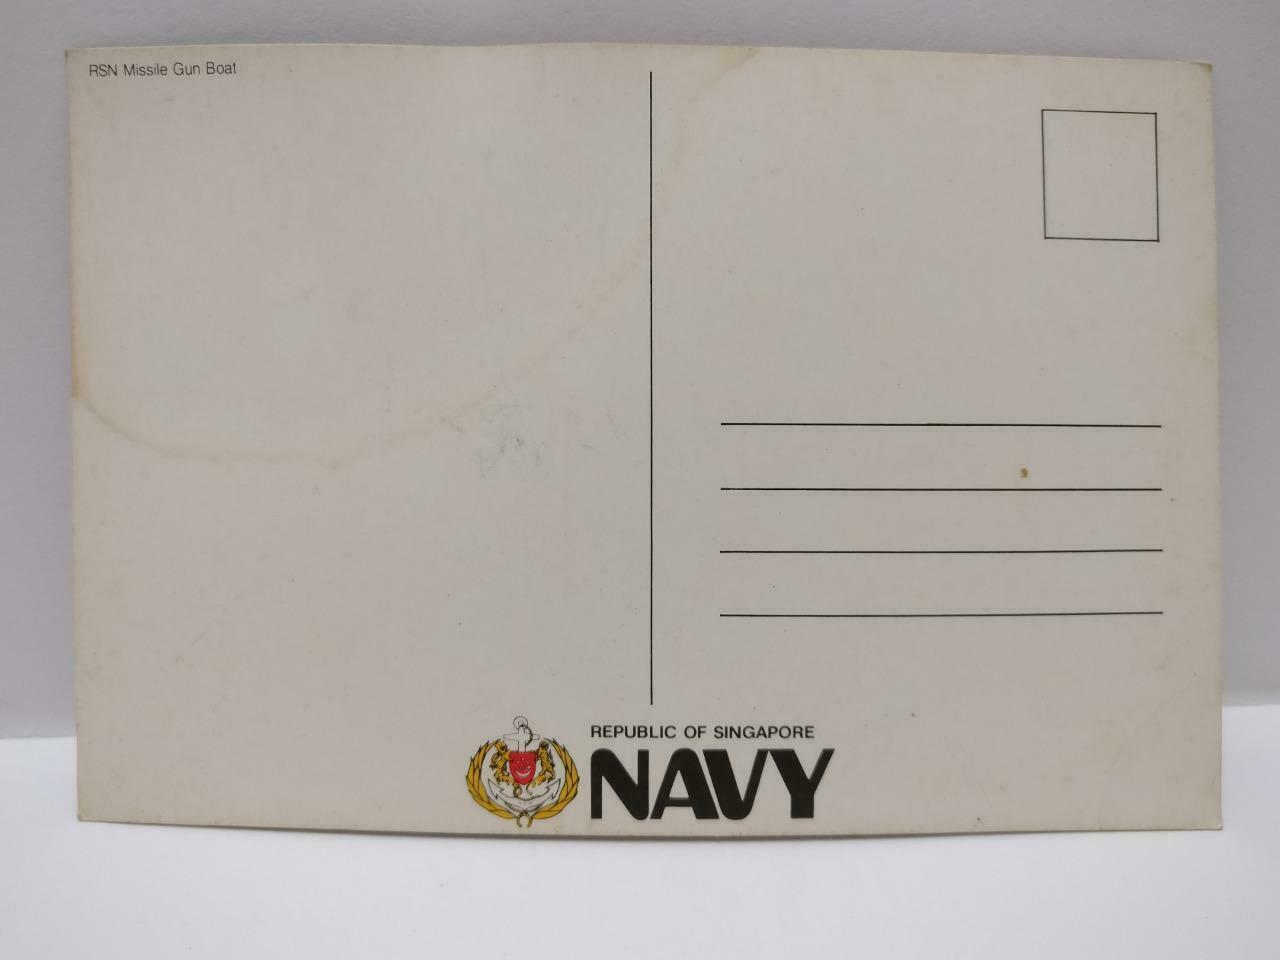 RSN Missile Gun Boat
REPUBLIC OF SINGAPORE
NAVY